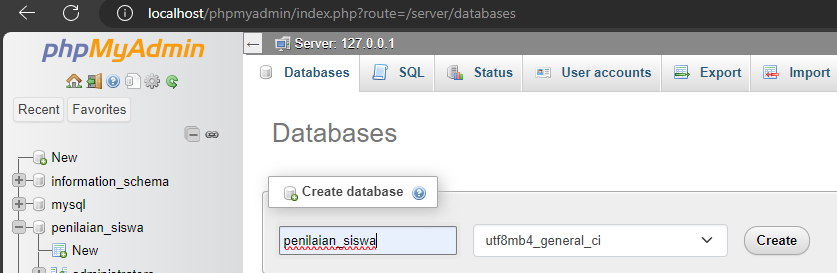 localhost/phpmyadmin/index.php?route=/server/databases
phpMyAdmin
Recent Favorites
New
information_schema
mysql
penilaian_siswa
New
administrators
Server: 127.0.0.1
Databases SQL Status User accounts Export Import
Databases
Create database
penilaian_siswa utf8mb4_general_ci Create